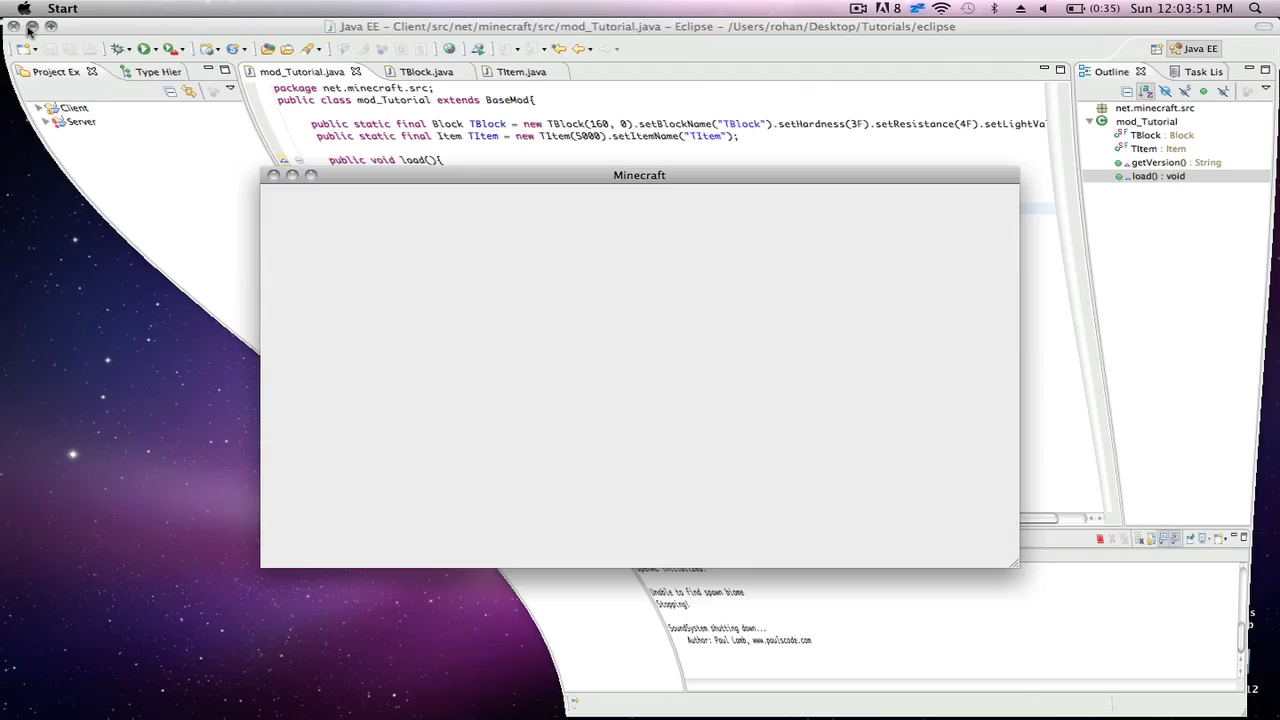 Start
8 (0:35) Sun 12:03:51 PM
Java EE – Client/src/net/minecraft/src/mod_Tutorial.java – Eclipse – /Users/rohan/Desktop/Tutorials/eclipse
Java EE
Project Ex Type Hier mod_Tutorial.java TBlock.java TItem.java Outline Task Lis
Client
Server
package net.minecraft.src;
public class mod_Tutorial extends BaseMod{
public static final Block TBlock = new TBlock(160, 0).setBlockName("TBlock").setHardness(3F).setResistance(4F).setLightVa
public static final Item TItem = new TItem(5000).setItemName("TItem");
public void load(){
net.minecraft.src
mod_Tutorial
TBlock : Block
TItem : Item
getVersion() : String
load() : void
Minecraft
Unable to find spawn biome
Stopping!
SoundSystem shutting down...
Author: Paul Lamb, www.paulscode.com
12